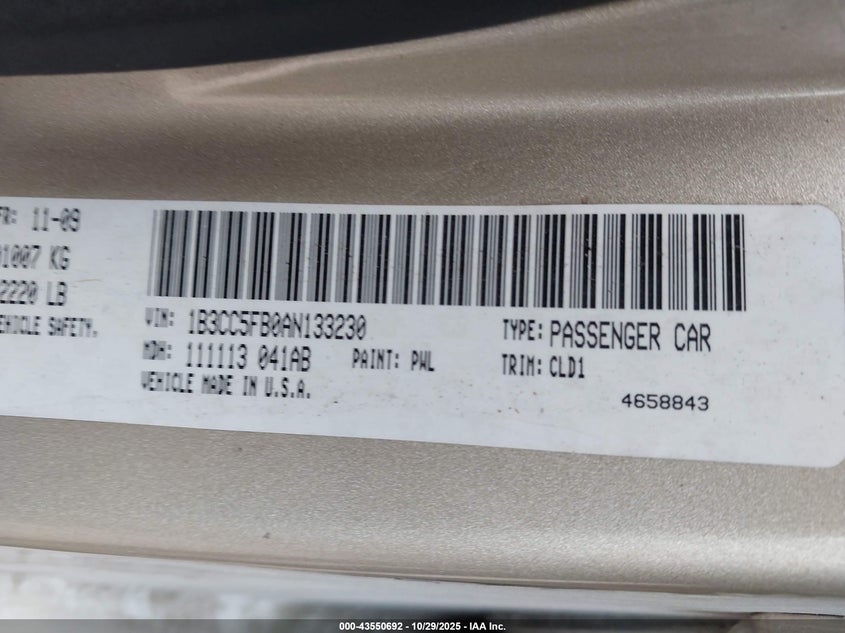 FR: 11-09
01007 KG
2220 LB
EHICLE SAFETY.
VIN: 1B3CC5FB0AN133230
TYPE: PASSENGER CAR
MDH: 111113 041AB
PAINT: PWL
TRIM: CLD1
VEHICLE MADE IN U.S.A.
4658843
000-43550692 - 10/29/2025 - IAA Inc.